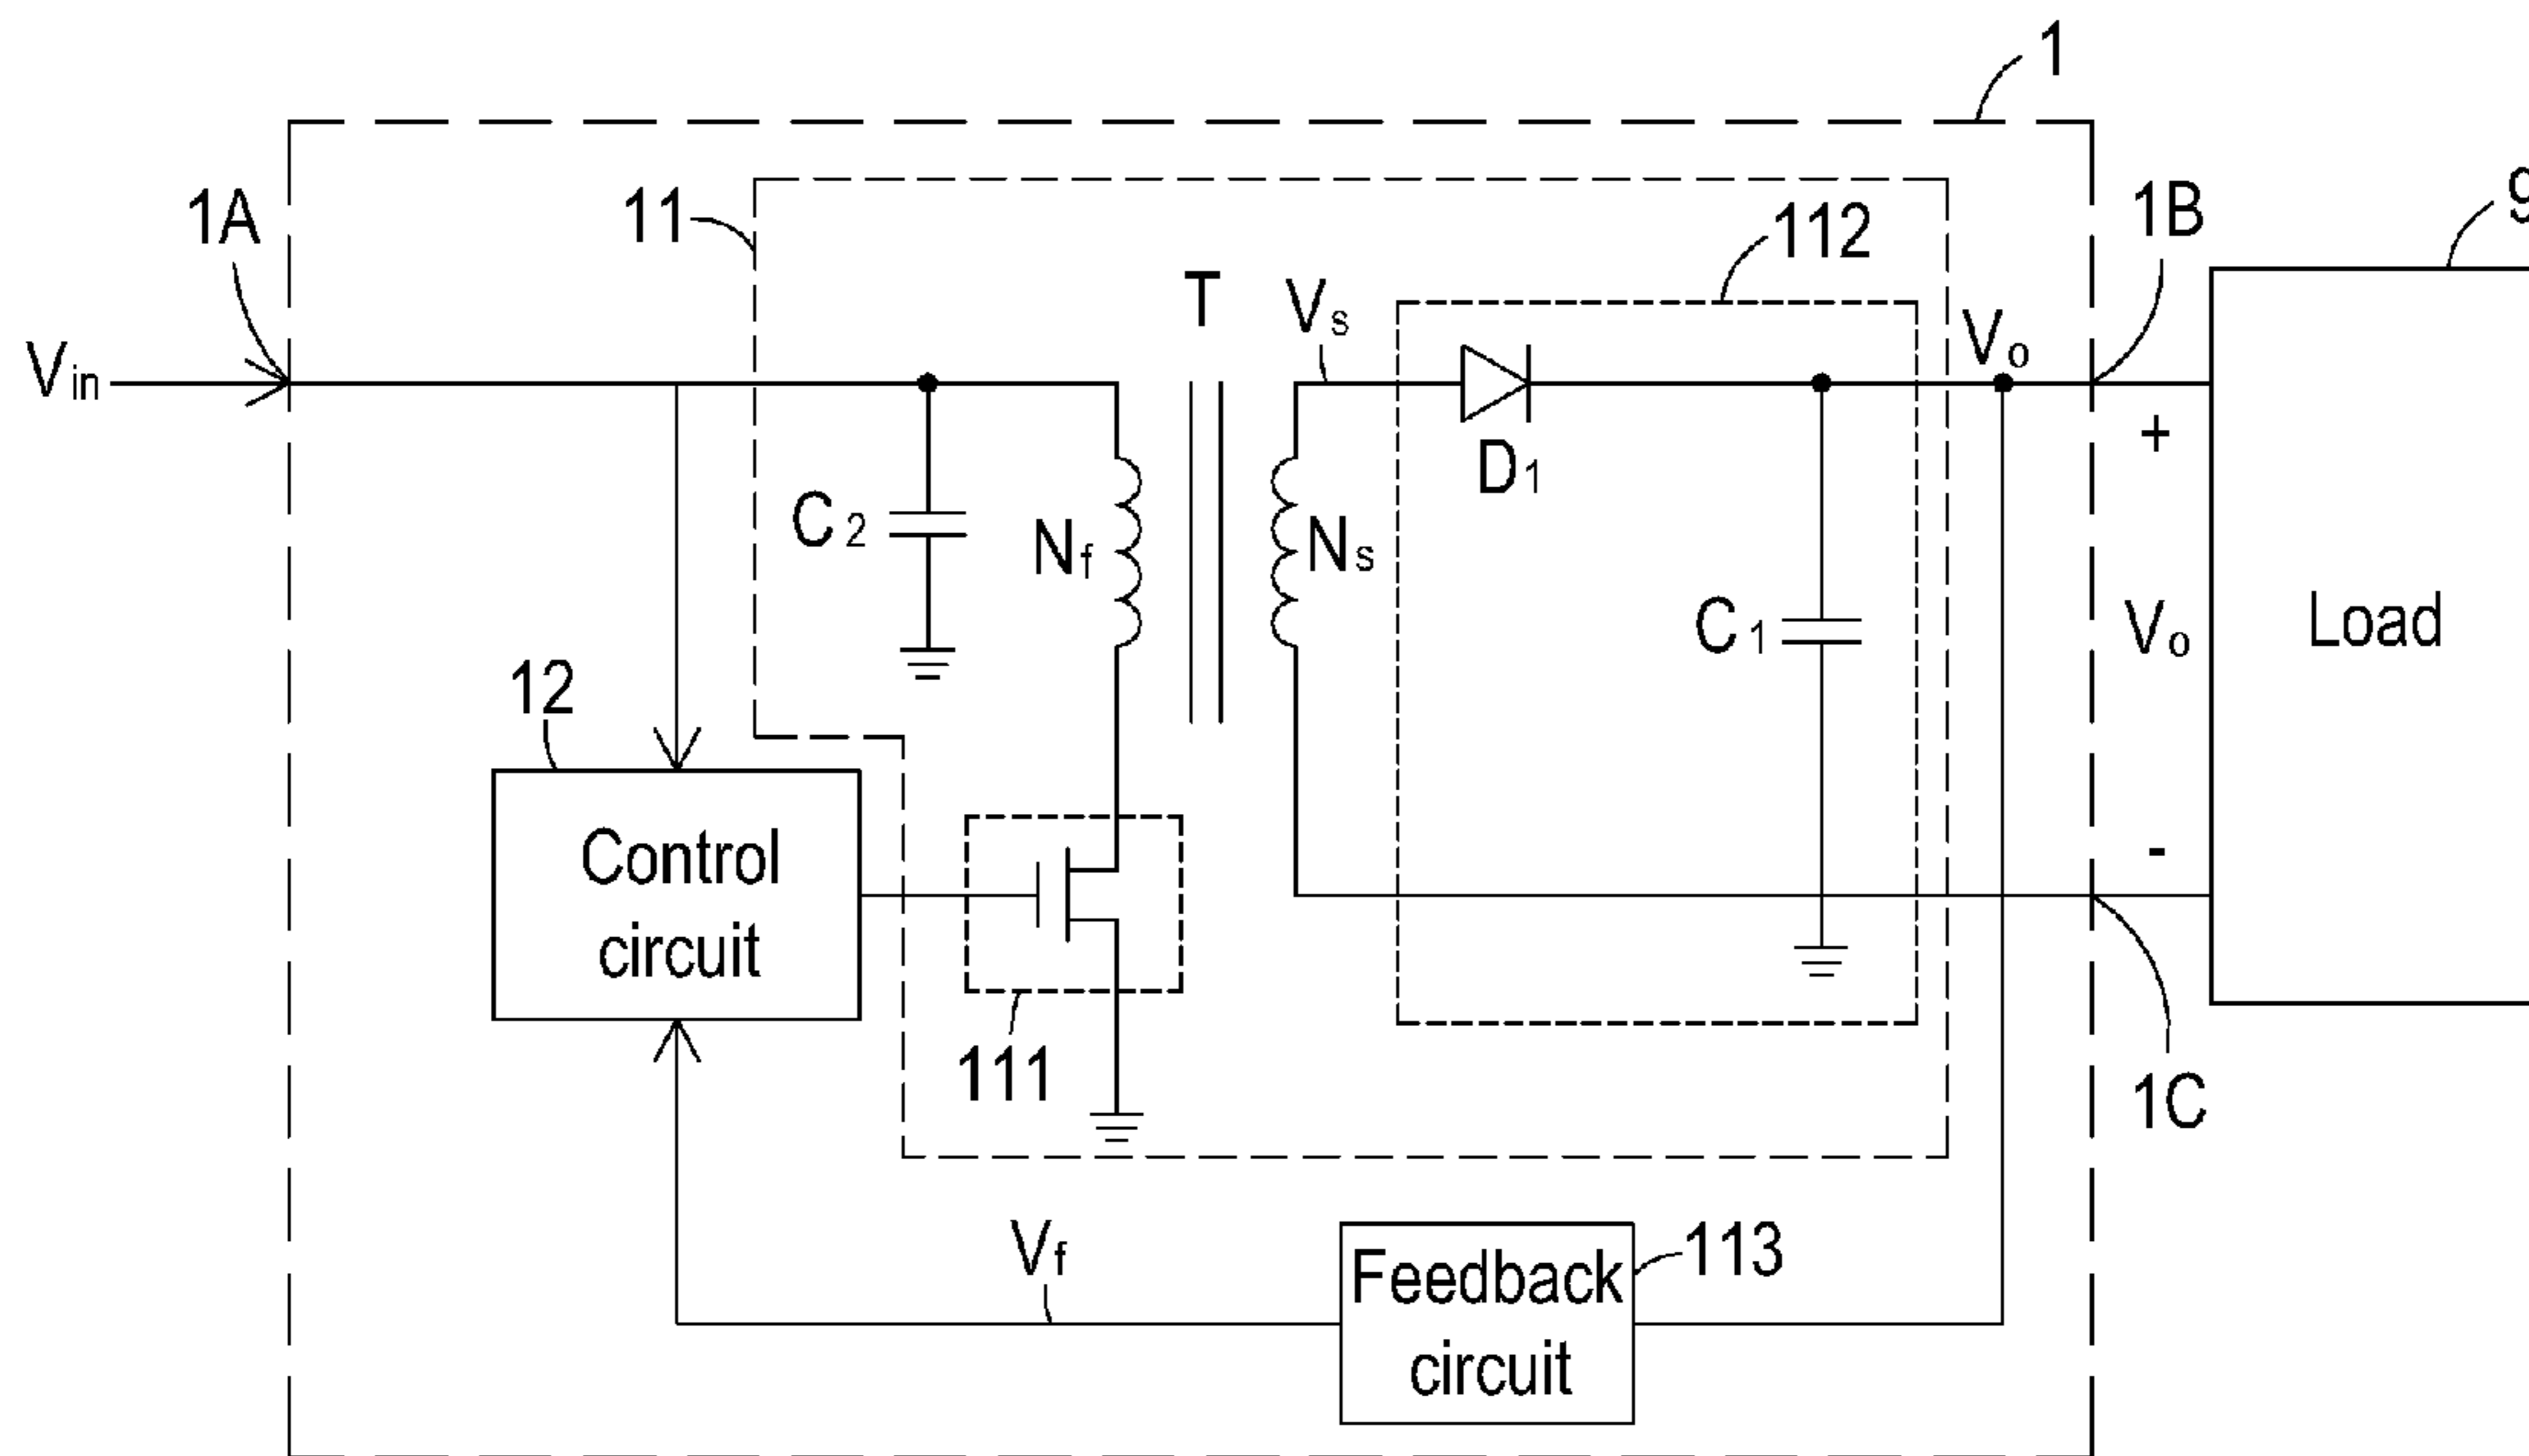 1
1A
11
112
1B
9
T
Vs
Vo
Vin
+
D1
C2
Nf
Ns
C1
Vo
Load
12
-
Control
circuit
111
1C
Vf
Feedback
circuit
113